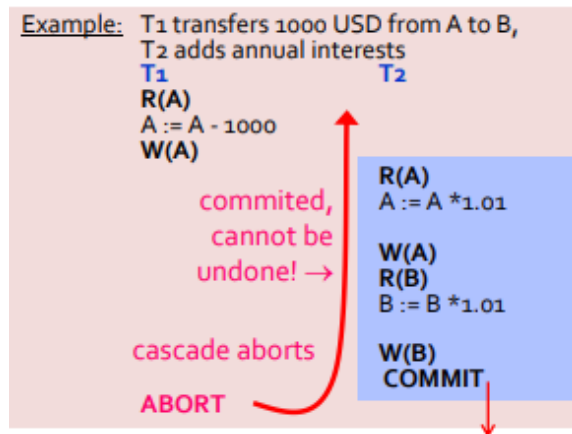 Example: T1 transfers 1000 USD from A to B,
T2 adds annual interests
T1 T2
R(A)
A := A - 1000
W(A)
R(A)
A := A *1.01
commited,
cannot be
undone! →
W(A)
R(B)
B := B *1.01
cascade aborts
W(B)
COMMIT
ABORT